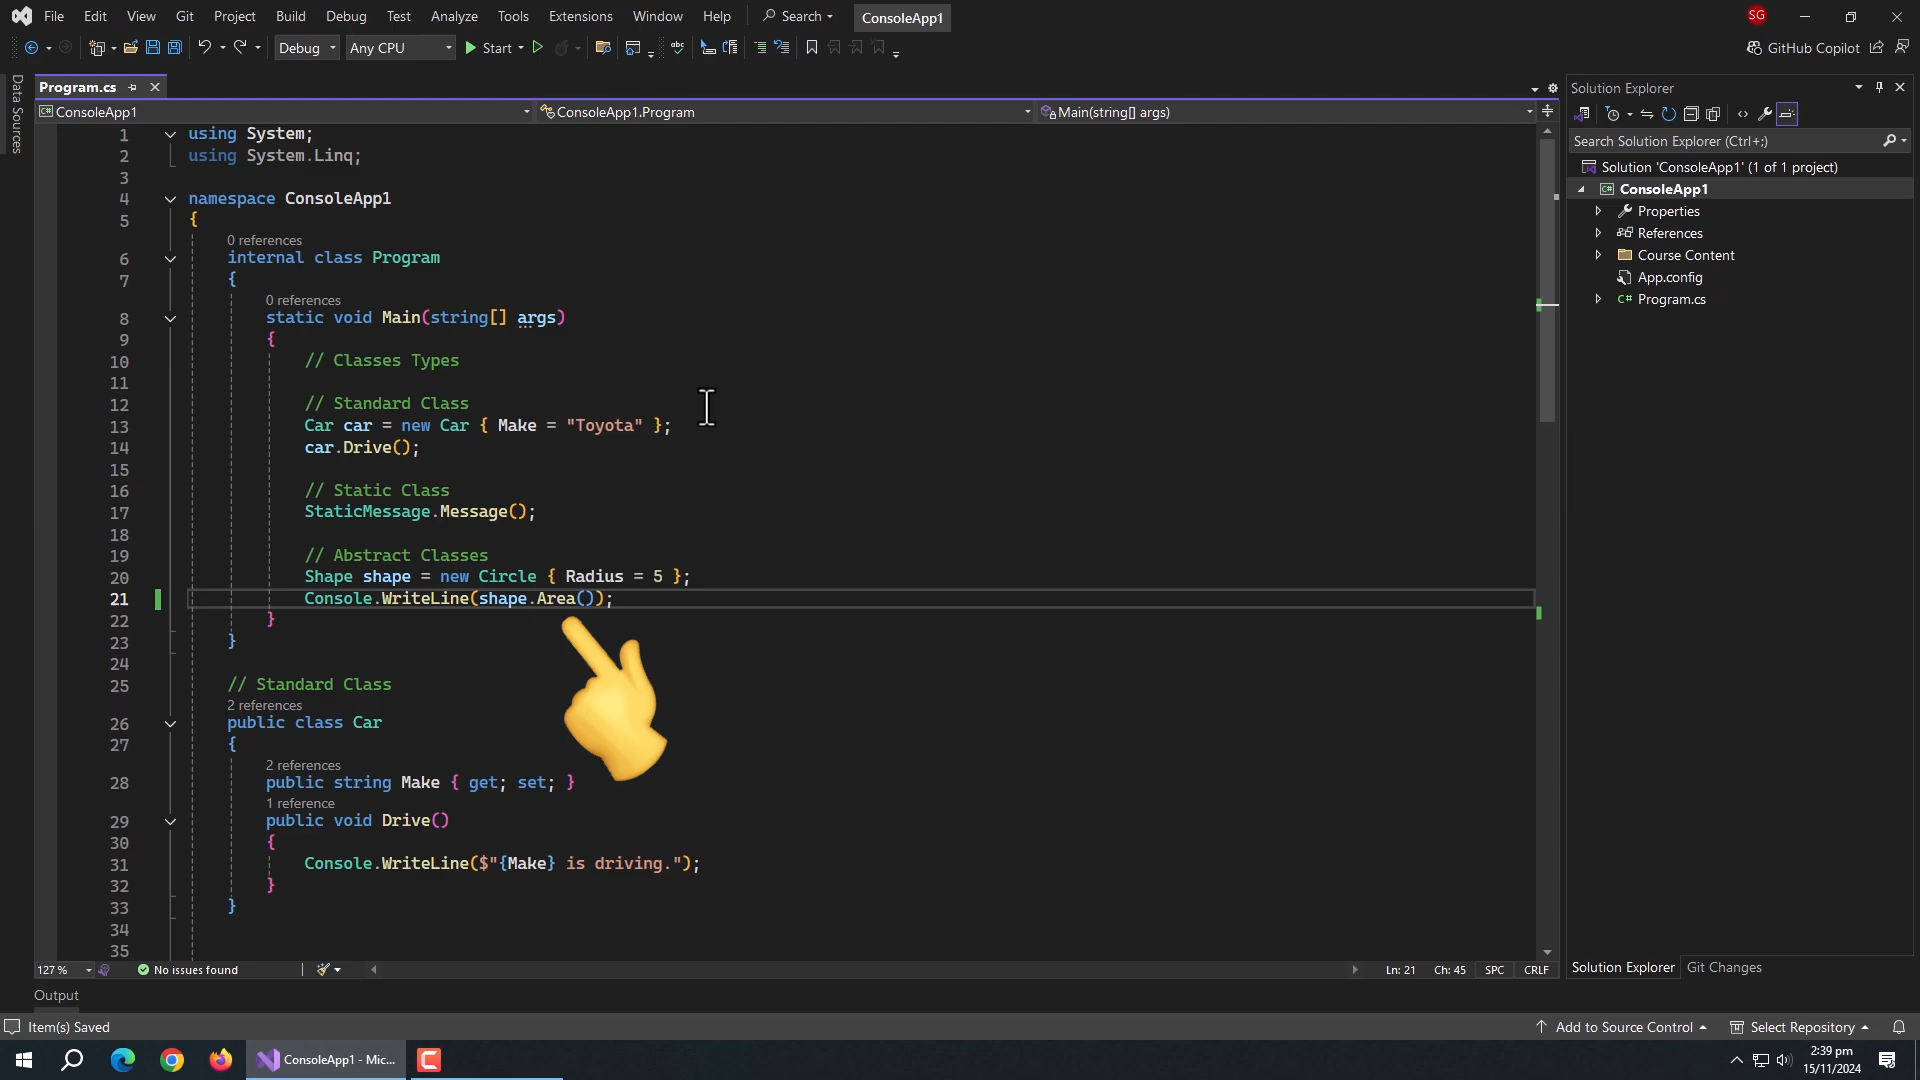 File Edit View Git Project Build Debug Test Analyze Tools Extensions Window Help Search ConsoleApp1 SG
Debug Any CPU Start GitHub Copilot
Data Sources
Program.cs
ConsoleApp1 ConsoleApp1.Program Main(string[] args)
Solution Explorer
Search Solution Explorer (Ctrl+;)
Solution 'ConsoleApp1' (1 of 1 project)
ConsoleApp1
Properties
References
Course Content
App.config
C# Program.cs
1 using System;
2 using System.Linq;
3
4 namespace ConsoleApp1
5 {
0 references
6 internal class Program
7 {
0 references
8 static void Main(string[] args)
9 {
10 // Classes Types
11
12 // Standard Class
13 Car car = new Car { Make = "Toyota" };
14 car.Drive();
15
16 // Static Class
17 StaticMessage.Message();
18
19 // Abstract Classes
20 Shape shape = new Circle { Radius = 5 };
21 Console.WriteLine(shape.Area());
22 }
23 }
24
25 // Standard Class
2 references
26 public class Car
27 {
2 references
28 public string Make { get; set; }
1 reference
29 public void Drive()
30 {
31 Console.WriteLine($"{Make} is driving.");
32 }
33 }
34
35
127 % No issues found Ln: 21 Ch: 45 SPC CRLF
Solution Explorer Git Changes
Output
Item(s) Saved Add to Source Control Select Repository
ConsoleApp1 - Mic...
2:39 pm
15/11/2024